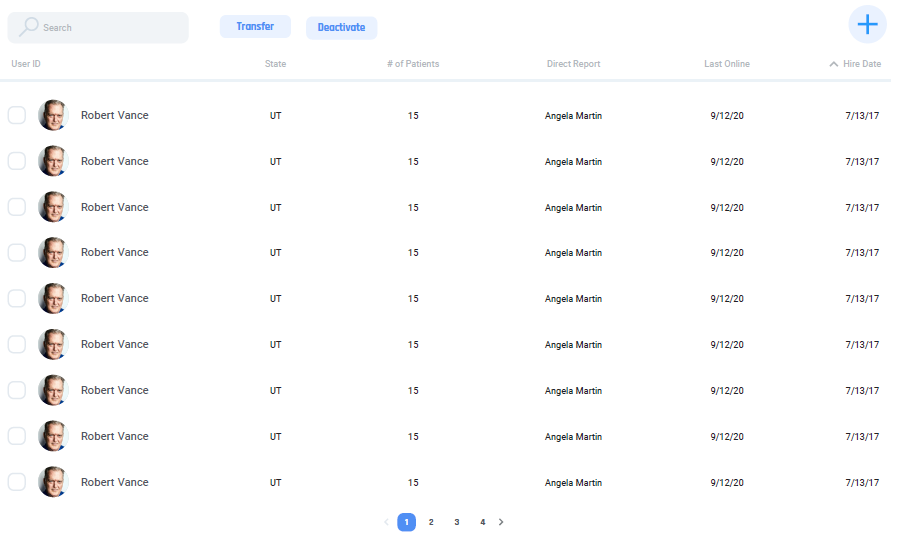 Search Transfer Deactivate
User ID State # of Patients Direct Report Last Online Hire Date
Robert Vance UT 15 Angela Martin 9/12/20 7/13/17
Robert Vance UT 15 Angela Martin 9/12/20 7/13/17
Robert Vance UT 15 Angela Martin 9/12/20 7/13/17
Robert Vance UT 15 Angela Martin 9/12/20 7/13/17
Robert Vance UT 15 Angela Martin 9/12/20 7/13/17
Robert Vance UT 15 Angela Martin 9/12/20 7/13/17
Robert Vance UT 15 Angela Martin 9/12/20 7/13/17
Robert Vance UT 15 Angela Martin 9/12/20 7/13/17
Robert Vance UT 15 Angela Martin 9/12/20 7/13/17
1 2 3 4